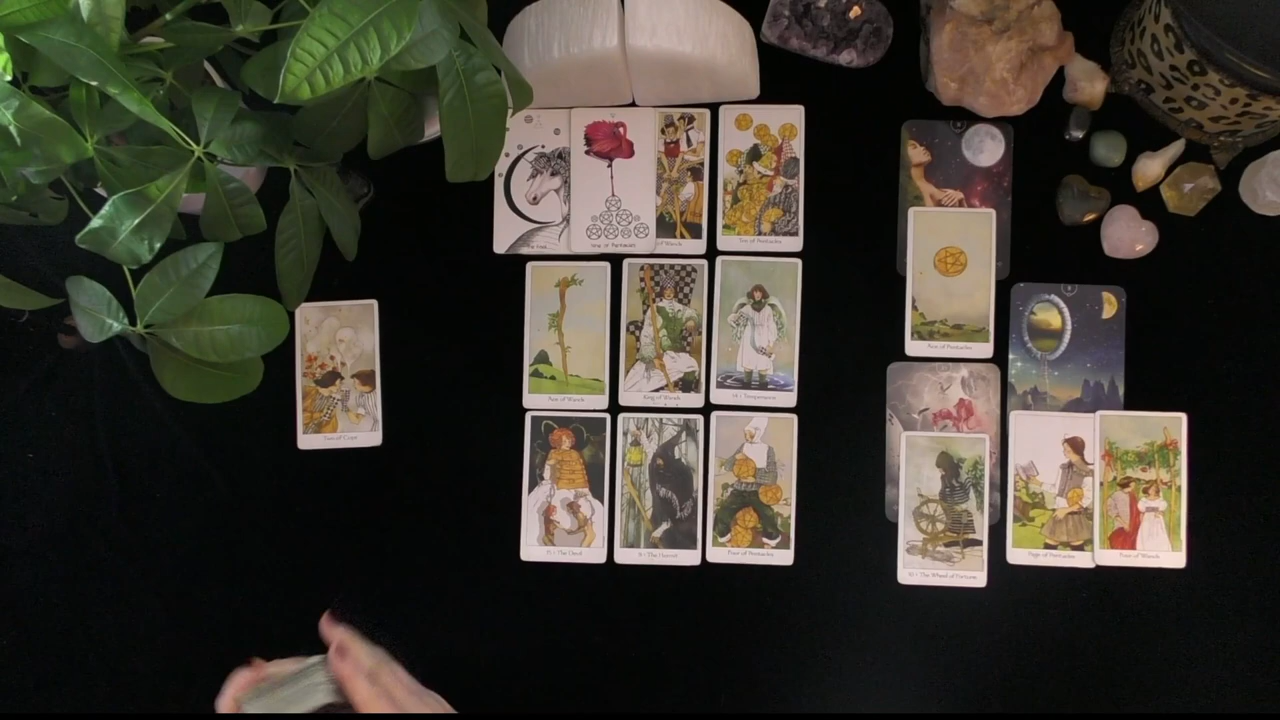 The Fool
Nine of Pentacles
of Wands
Ten of Pentacles
Ace of Pentacles
Ace of Wands
King of Wands
14 • Temperance
Two of Cups
15 • The Devil
9 • The Hermit
Four of Pentacles
Page of Pentacles
Four of Wands
10 • The Wheel of Fortune